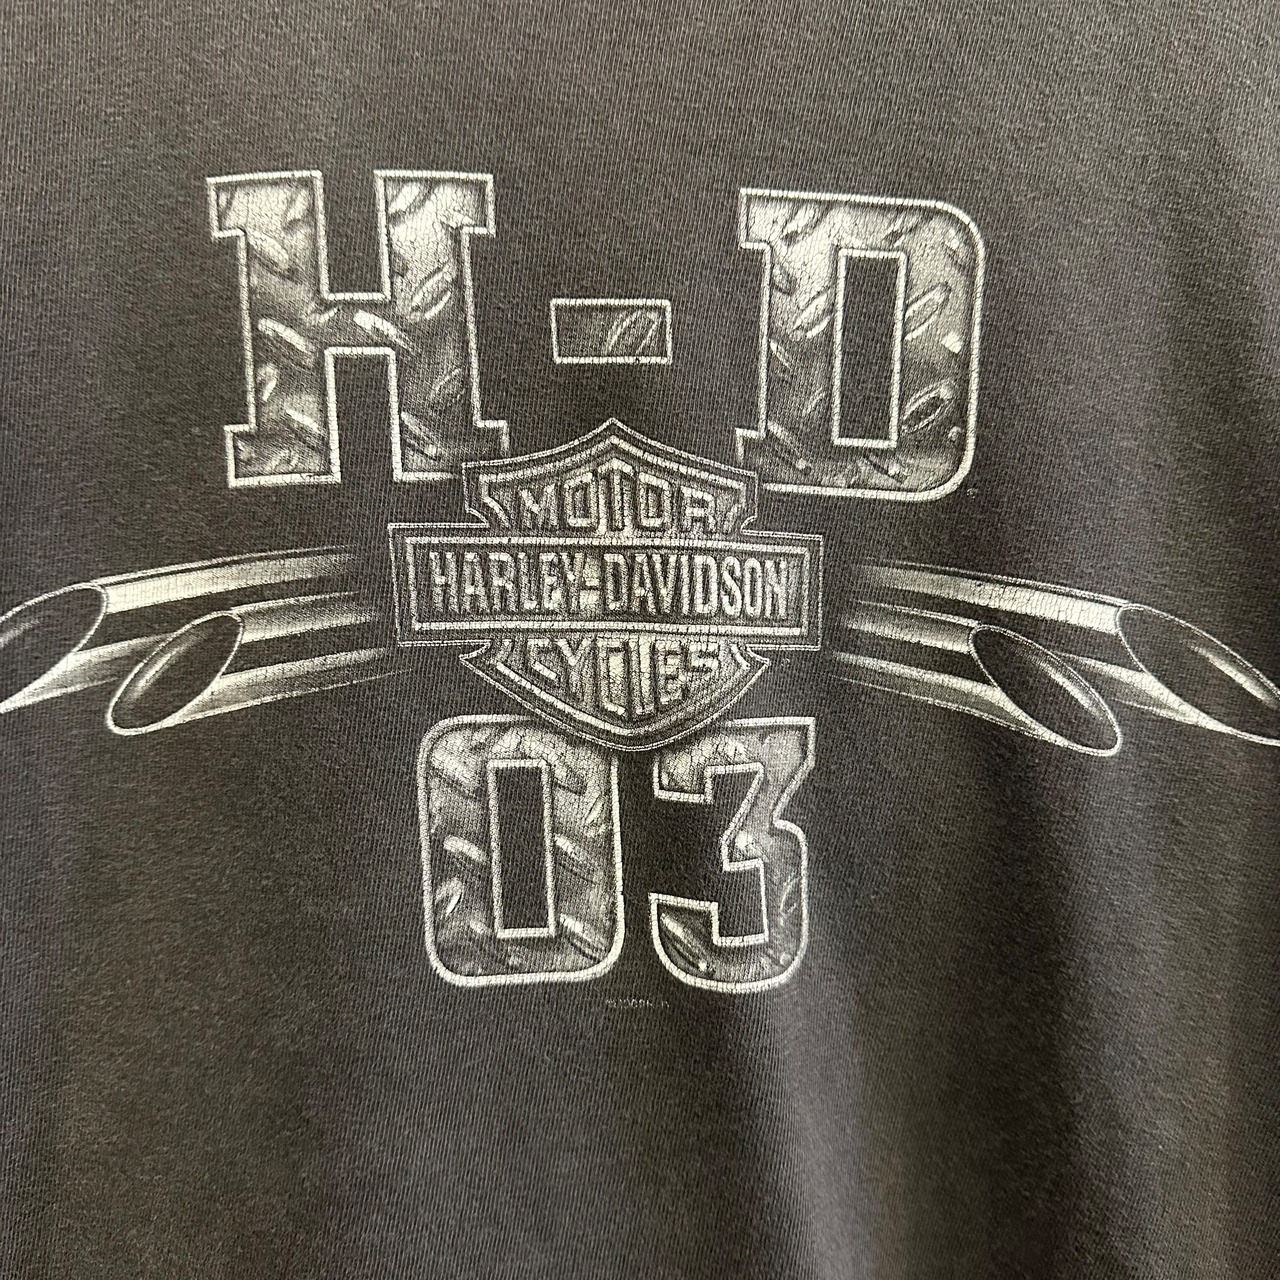 H-D
MOTOR
HARLEY-DAVIDSON
CYCLES
03